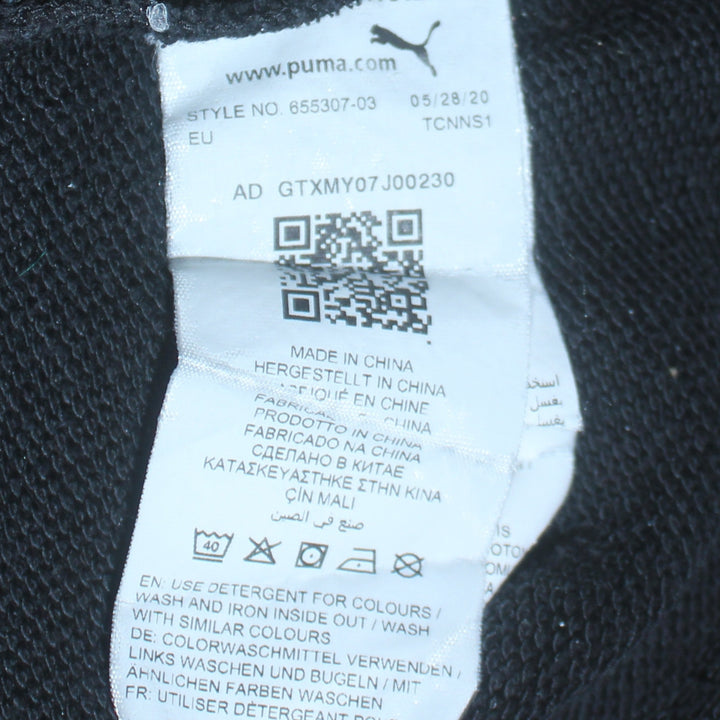 www.puma.com
STYLE NO. 655307-03 05/28/20
EU TCNNS1
AD GTXMY07J00230
MADE IN CHINA
HERGESTELLT IN CHINA
EN CHINE
CHINA
PRODOTTO IN CHINA
FABRICADO NA CHINA
СДЕЛАНО В КИТАЕ
ΚΑΤΑΣΚΕΥΑΣΤΗΚΕ ΣΤΗΝ ΚΙΝΑ
ÇİN MALI
صنع في الصين
40
EN: USE DETERGENT FOR COLOURS /
WASH AND IRON INSIDE OUT / WASH
WITH SIMILAR COLOURS
DE: COLORWASCHMITTEL VERWENDEN /
LINKS WASCHEN UND BÜGELN / MIT
ÄHNLICHEN FARBEN WASCHEN
FR: UTILISER DÉTERGENT